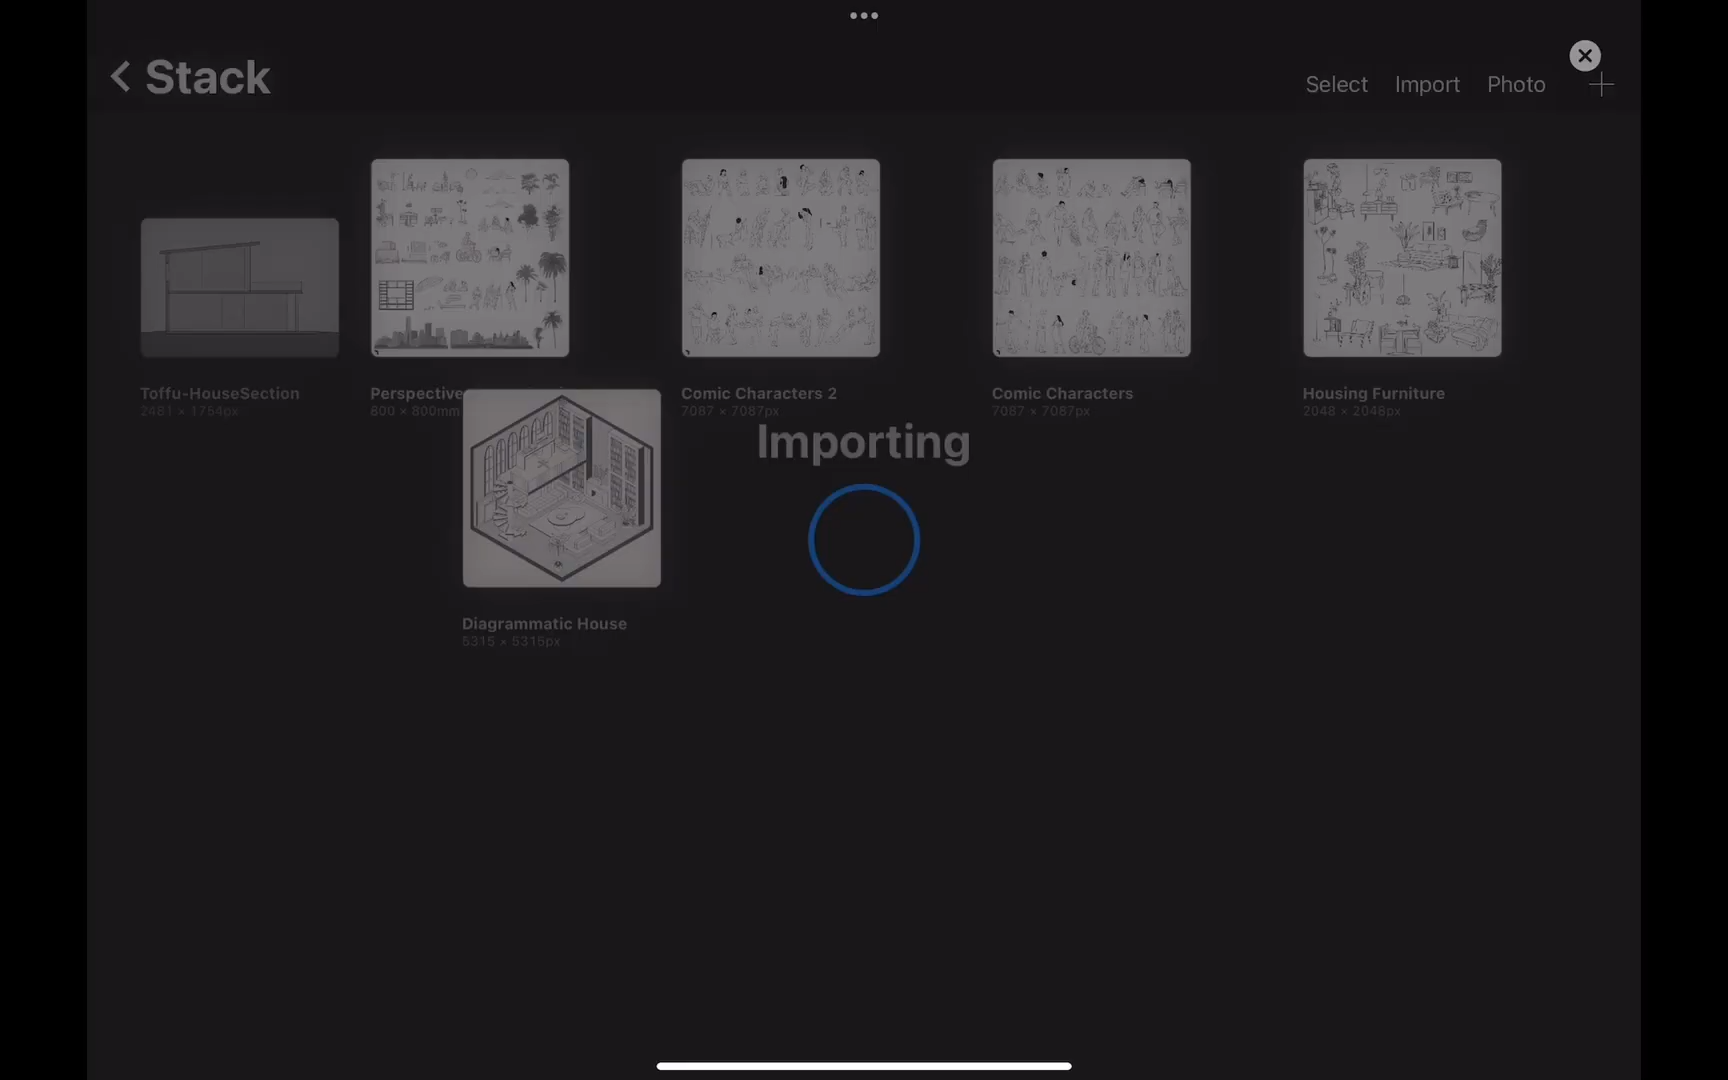 Stack
Select Import Photo
Toffu-HouseSection
2481 × 1754px
Perspective
800 × 800mm
Comic Characters 2
7087 × 7087px
Comic Characters
7087 × 7087px
Housing Furniture
2048 × 2048px
Importing
Diagrammatic House
5315 × 5315px